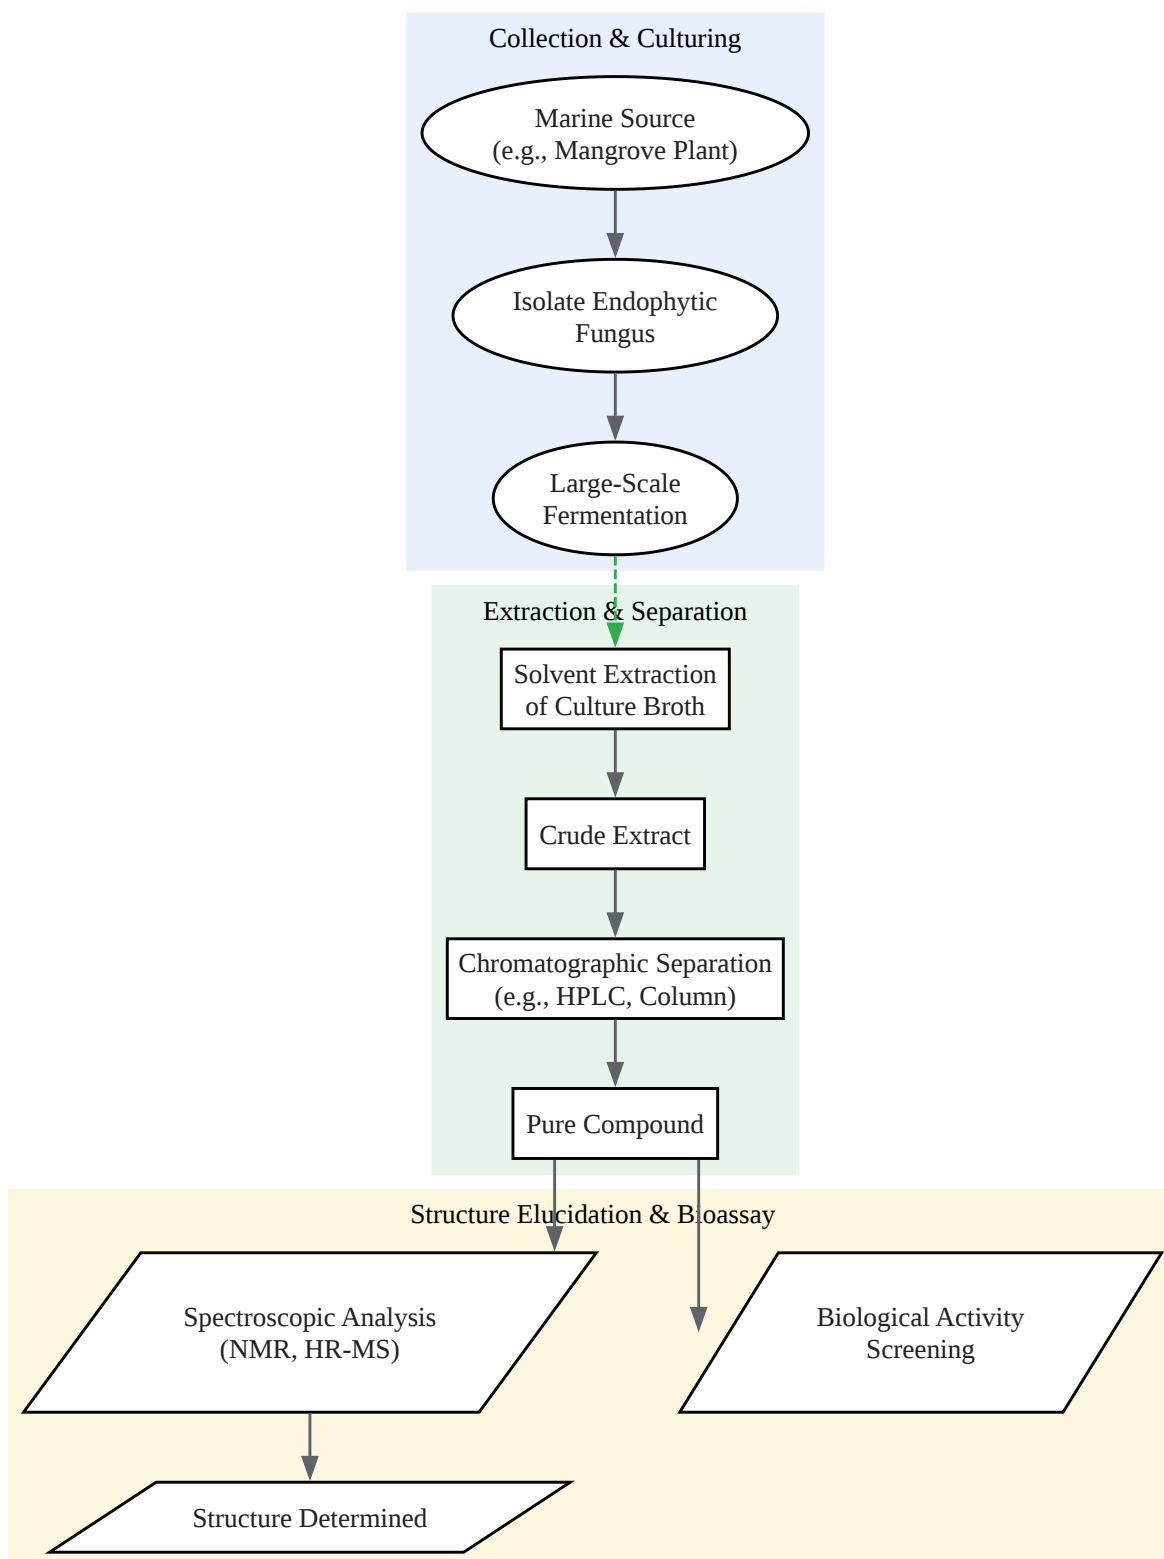 Collection & Culturing
Marine Source
(e.g., Mangrove Plant)
Isolate Endophytic
Fungus
Large-Scale
Fermentation
Extraction & Separation
Solvent Extraction
of Culture Broth
Crude Extract
Chromatographic Separation
(e.g., HPLC, Column)
Pure Compound
Structure Elucidation & Bioassay
Spectroscopic Analysis
(NMR, HR-MS)
Biological Activity
Screening
Structure Determined